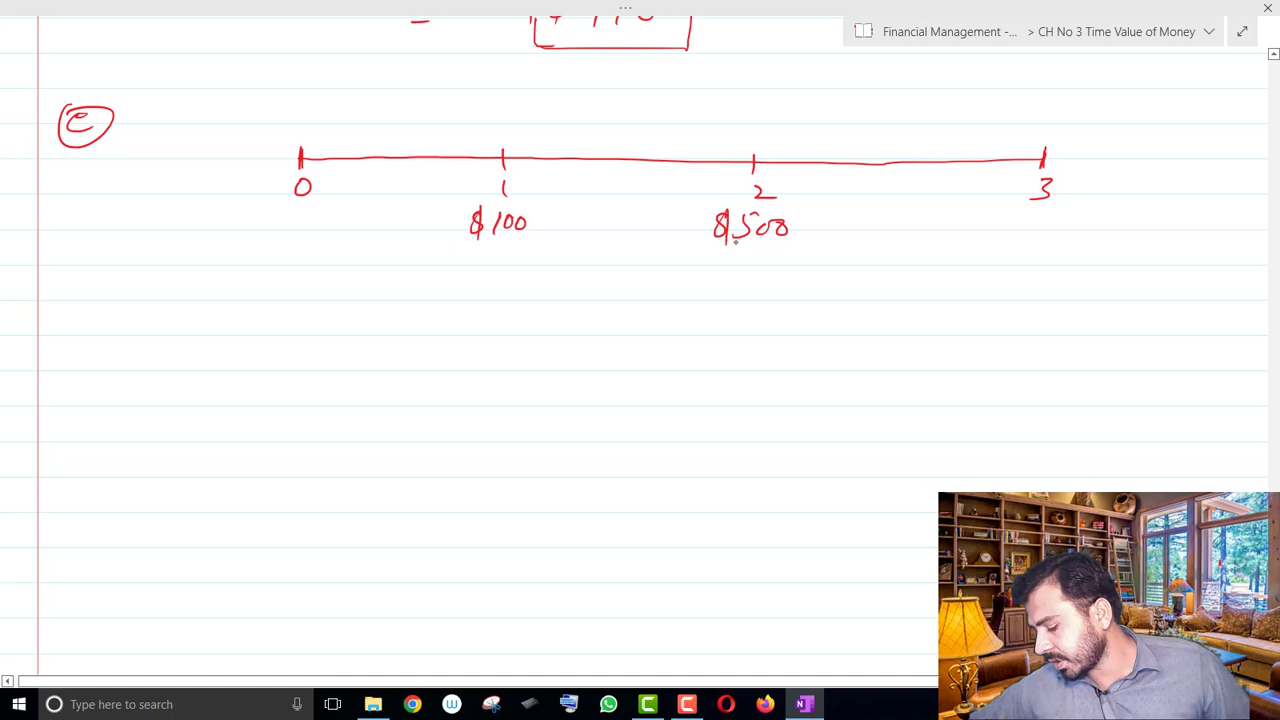 Financial Management -... > CH No 3 Time Value of Money
C
0 1 2 3
$100 $500
Type here to search